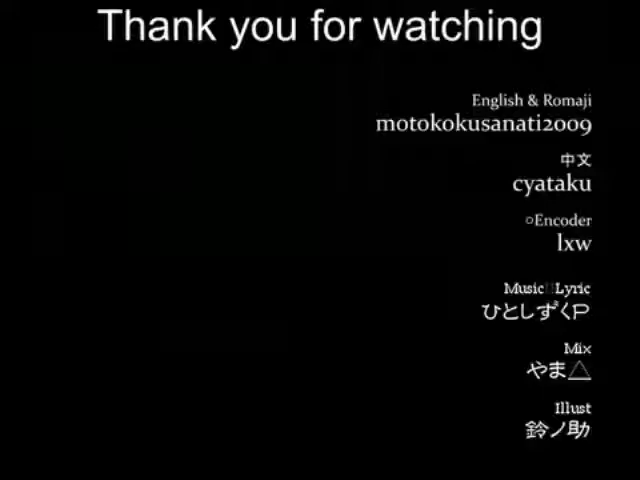 Thank you for watching
English & Romaji
motokokusanati2009
中文
cyataku
○Encoder
lxw
Music Lyric
ひとしずくP
Mix
やま△
Illust
鈴ノ助